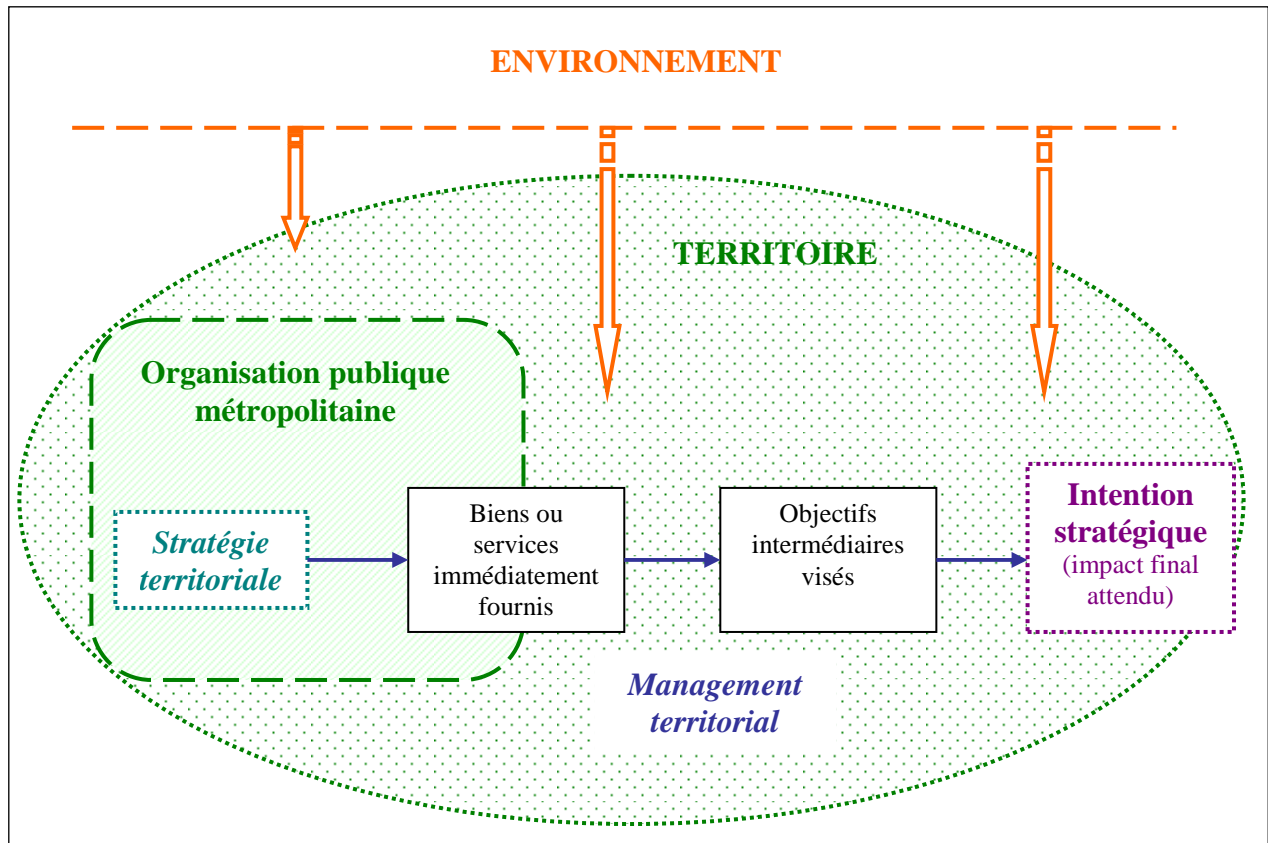 ENVIRONNEMENT
TERRITOIRE
Organisation publique
métropolitaine
Stratégie
territoriale
Biens ou
services
immédiatement
fournis
Objectifs
intermédiaires
visés
Intention
stratégique
(impact final
attendu)
Management
territorial